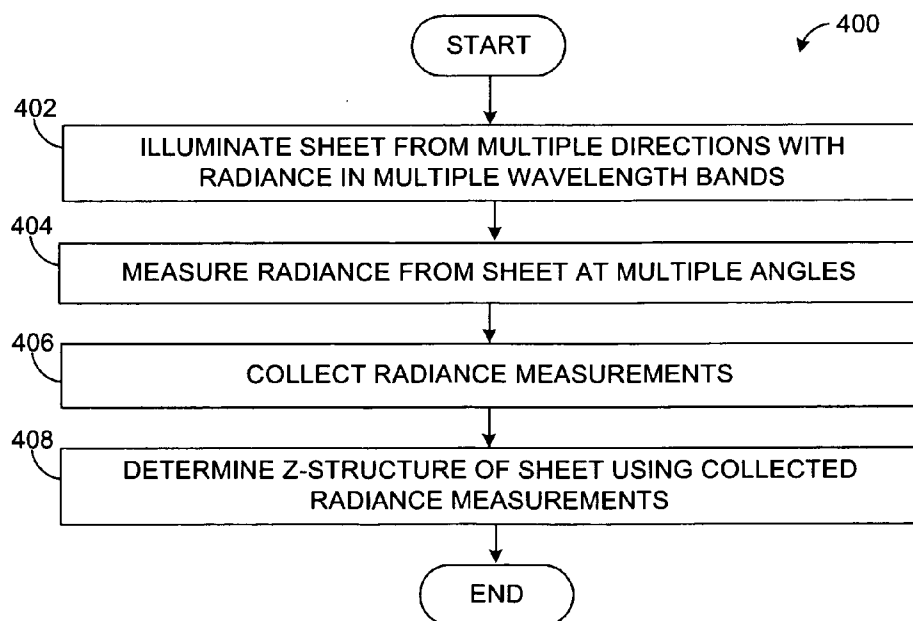 START
400
402
ILLUMINATE SHEET FROM MULTIPLE DIRECTIONS WITH
RADIANCE IN MULTIPLE WAVELENGTH BANDS
404
MEASURE RADIANCE FROM SHEET AT MULTIPLE ANGLES
406
COLLECT RADIANCE MEASUREMENTS
408
DETERMINE Z-STRUCTURE OF SHEET USING COLLECTED
RADIANCE MEASUREMENTS
END